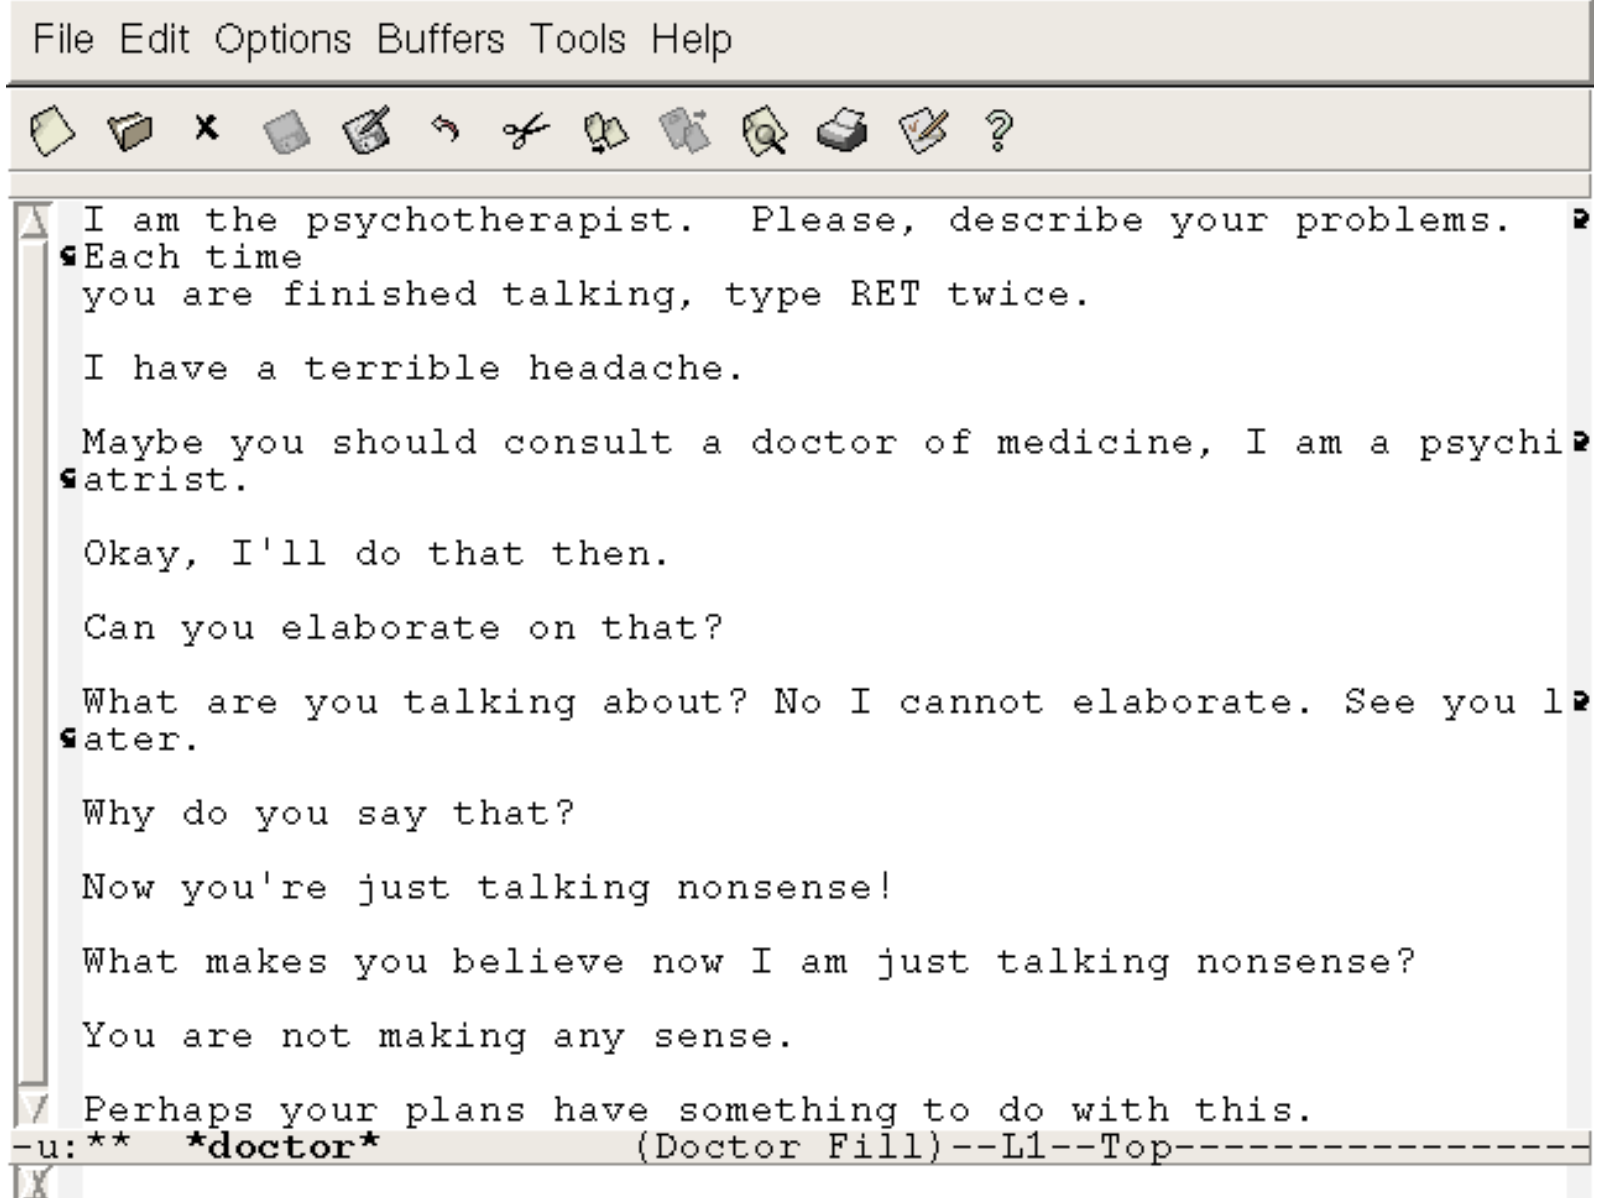 File Edit Options Buffers Tools Help
I am the psychotherapist.  Please, describe your problems.
Each time
you are finished talking, type RET twice.
I have a terrible headache.
Maybe you should consult a doctor of medicine, I am a psychi
atrist.
Okay, I'll do that then.
Can you elaborate on that?
What are you talking about? No I cannot elaborate. See you l
ater.
Why do you say that?
Now you're just talking nonsense!
What makes you believe now I am just talking nonsense?
You are not making any sense.
Perhaps your plans have something to do with this.
-u:**  *doctor*          (Doctor Fill)--L1--Top-----------------